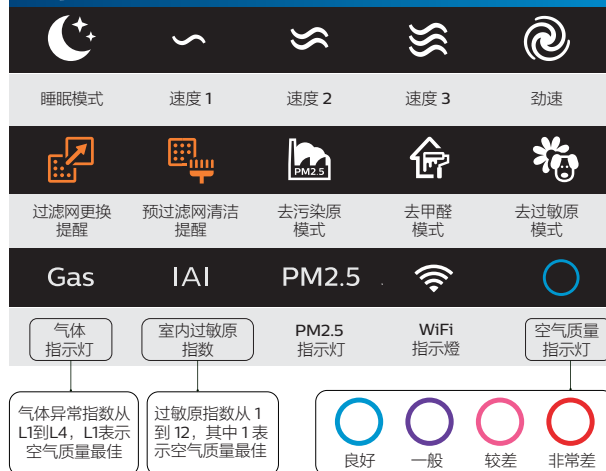 睡眠模式
速度 1
速度 2
速度 3
劲速
PM2.5
过滤网更换
提醒
预过滤网清洁
提醒
去污染原
模式
去甲醛
模式
去过敏原
模式
Gas
IAI
PM2.5
气体
指示灯
室内过敏原
指数
PM2.5
指示灯
WiFi
指示燈
空气质量
指示灯
气体异常指数从
L1到L4，L1表示
空气质量最佳
过敏原指数从 1
到 12，其中 1 表
示空气质量最佳
良好
一般
较差
非常差